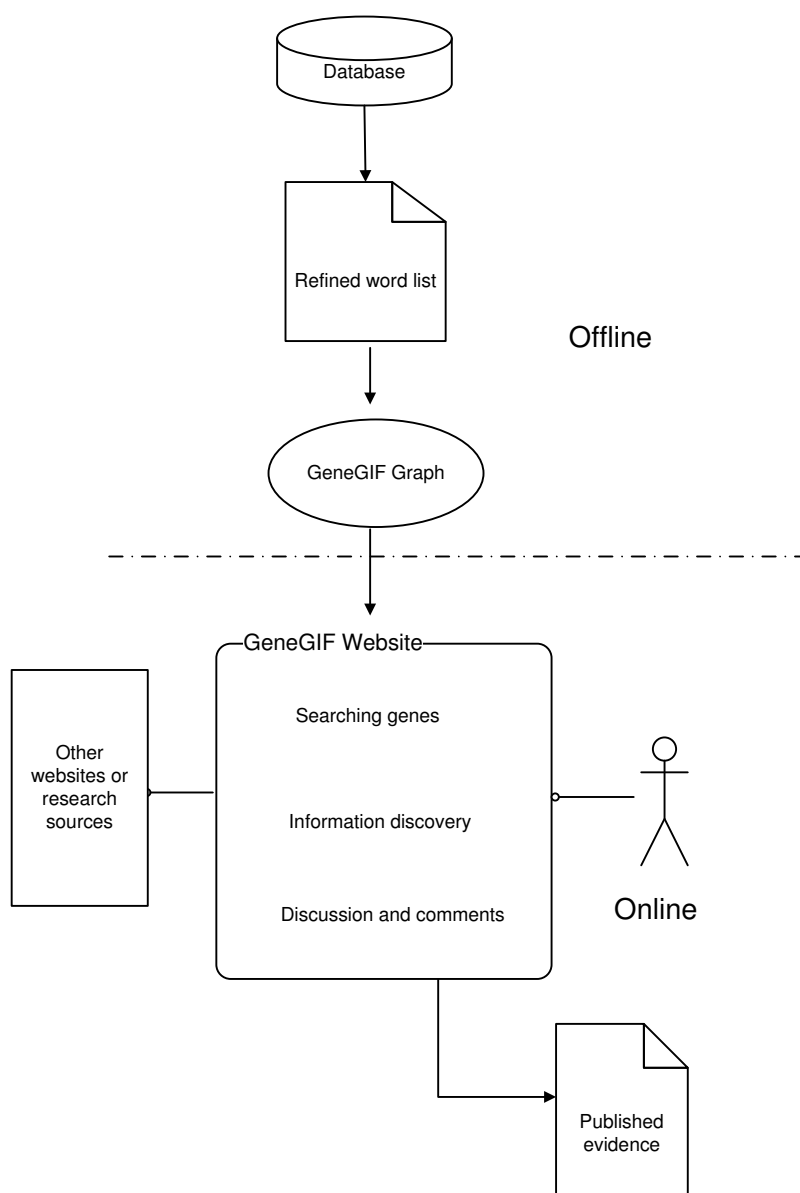 Database
Refined word list
Offline
GeneGIF Graph
GeneGIF Website
Searching genes
Other
websites or
research
sources
Information discovery
Discussion and comments
Online
Published
evidence